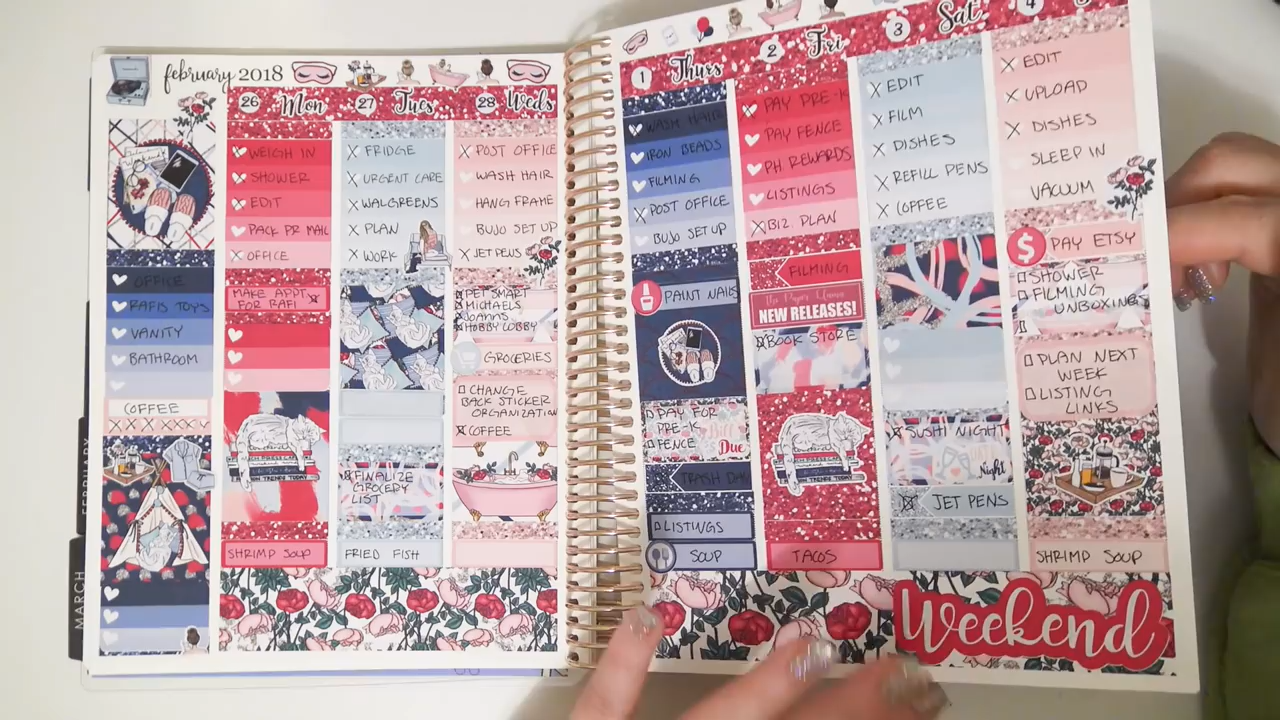 february 2018
26 Mon
27 Tues
28 Weds
OFFICE
RAFIS TOYS
VANITY
BATHROOM
COFFEE
WEIGH IN
SHOWER
EDIT
PACK PR MAIL
OFFICE
MAKE APPT.
FOR RAFI
SHRIMP SOUP
FRIDGE
URGENT CARE
WALGREENS
PLAN
WORK
FINALIZE
GROCERY
LIST
FRIED FISH
POST OFFICE
WASH HAIR
HANG FRAME
BUJO SET UP
JET PENS
PET SMART
MICHAELS
JOANNS
HOBBY LOBBY
GROCERIES
CHANGE
BACK STICKER
ORGANIZATION
COFFEE
1 Thurs
2 Fri
3 Sat
4
WASH HAIR
IRON BEADS
FILMING
POST OFFICE
BUJO SET UP
PAINT NAILS
PAY FOR
PRE-K
FENCE
Bill
Due
TRASH DAY
LISTINGS
SOUP
PAY PRE-K
PAY FENCE
PH REWARDS
LISTINGS
BIZ. PLAN
FILMING
The Paper House
NEW RELEASES!
BOOK STORE
TACOS
EDIT
FILM
DISHES
REFILL PENS
COFFEE
SUSHI NIGHT
Night
JET PENS
EDIT
UPLOAD
DISHES
SLEEP IN
VACUUM
$ PAY ETSY
SHOWER
FILMING
UNBOXINGS
PLAN NEXT
WEEK
LISTING
LINKS
SHRIMP SOUP
Weekend
FEBRUARY
MARCH